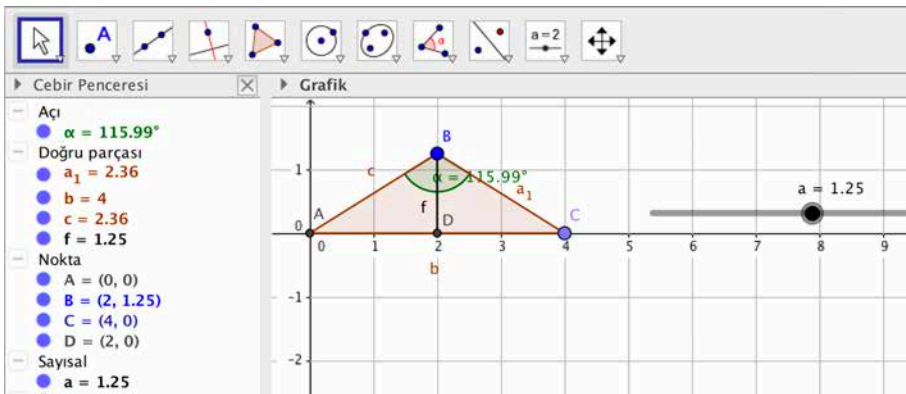 A
α
a=2
Cebir Penceresi
Grafik
Açı
α = 115.99°
Doğru parçası
a₁ = 2.36
b = 4
c = 2.36
f = 1.25
Nokta
A = (0, 0)
B = (2, 1.25)
C = (4, 0)
D = (2, 0)
Sayısal
a = 1.25
B
1
c
α = 115.99°
a₁
a = 1.25
A
f
D
C
0
0 1 2 3 4 5 6 7 8 9
b
-1
-2